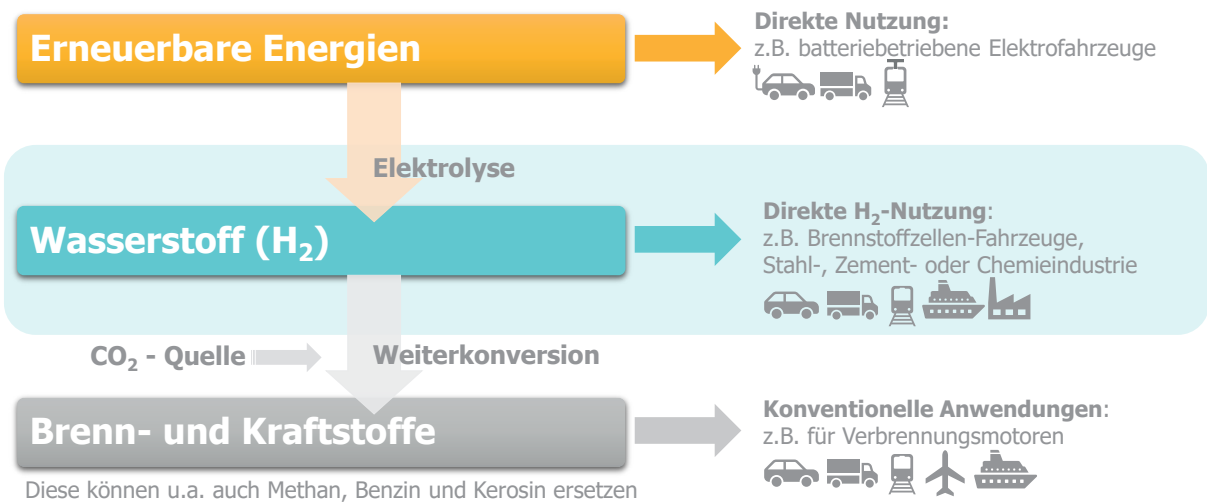 Erneuerbare Energien
Direkte Nutzung:
z.B. batteriebetriebene Elektrofahrzeuge
Elektrolyse
Wasserstoff (H₂)
Direkte H₂-Nutzung:
z.B. Brennstoffzellen-Fahrzeuge,
Stahl-, Zement- oder Chemieindustrie
CO₂ - Quelle
Weiterkonversion
Brenn- und Kraftstoffe
Konventionelle Anwendungen:
z.B. für Verbrennungsmotoren
Diese können u.a. auch Methan, Benzin und Kerosin ersetzen